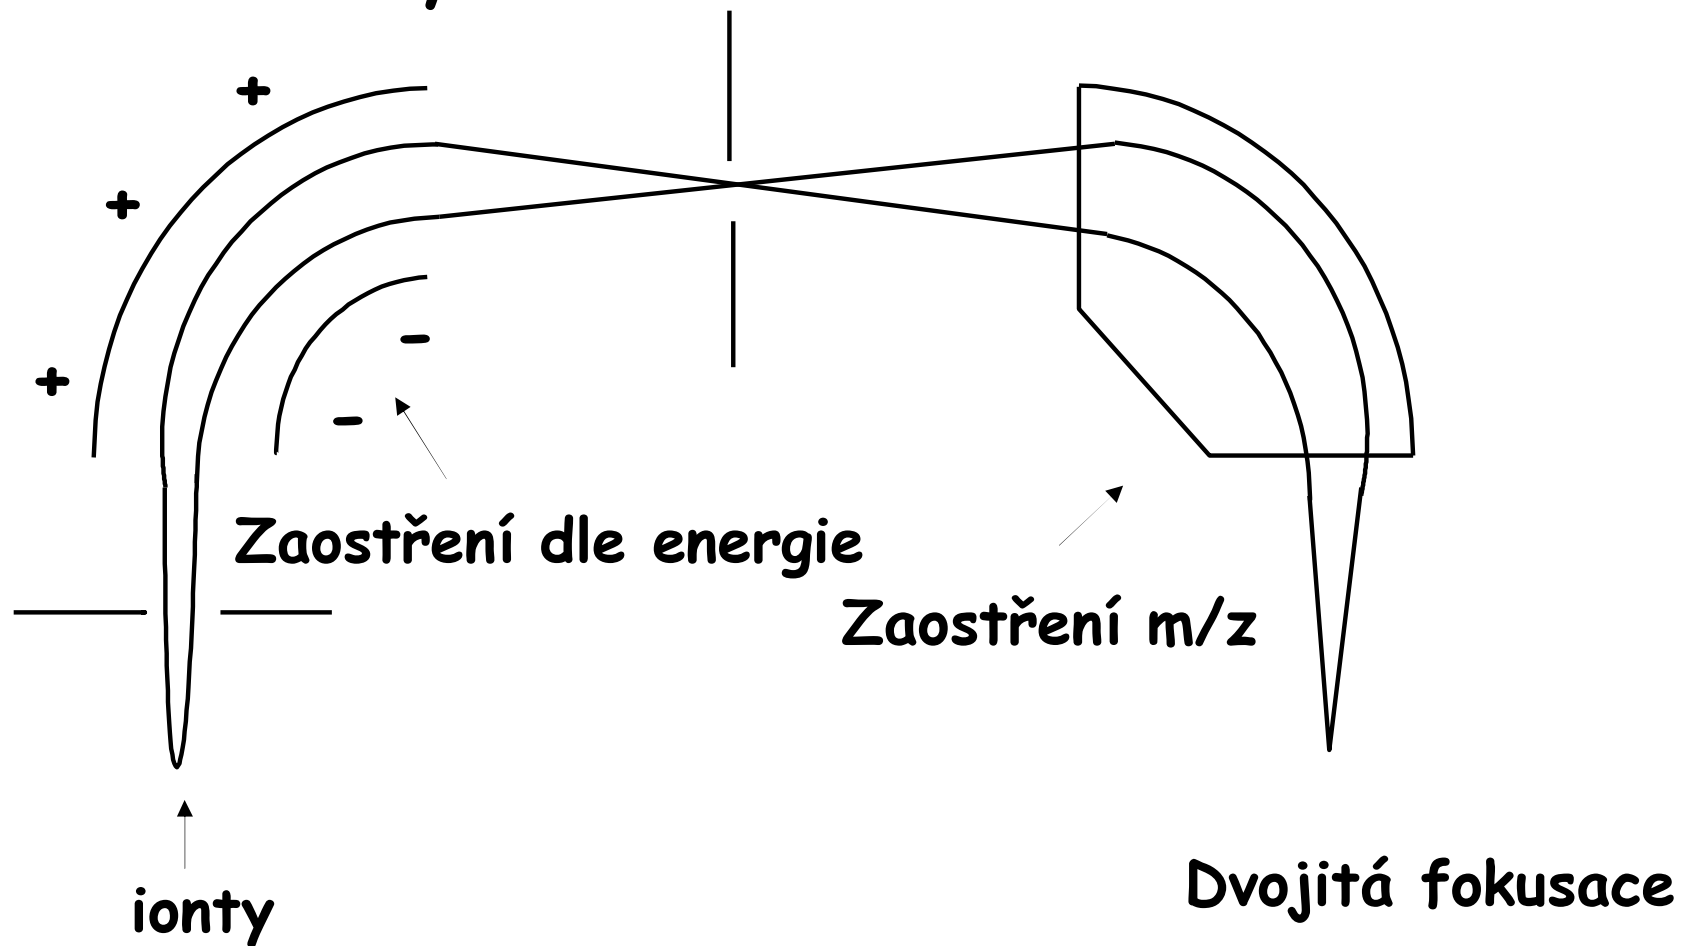 +
+
+
-
-
Zaostření dle energie
Zaostření m/z
ionty
Dvojitá fokusace